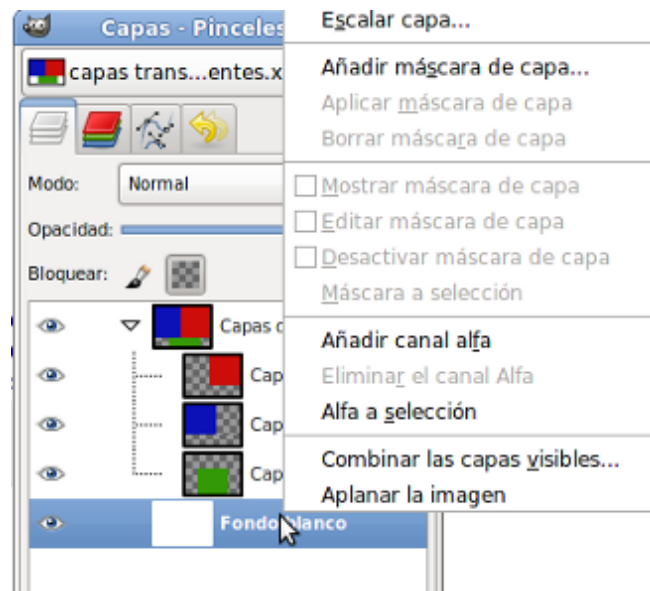 Capas - Pinceles
capas trans...entes.x
Modo: Normal
Opacidad:
Bloquear:
Capas
Cap
Cap
Cap
Fondo blanco
Escalar capa...
Añadir máscara de capa...
Aplicar máscara de capa
Borrar máscara de capa
Mostrar máscara de capa
Editar máscara de capa
Desactivar máscara de capa
Máscara a selección
Añadir canal alfa
Eliminar el canal Alfa
Alfa a selección
Combinar las capas visibles...
Aplanar la imagen